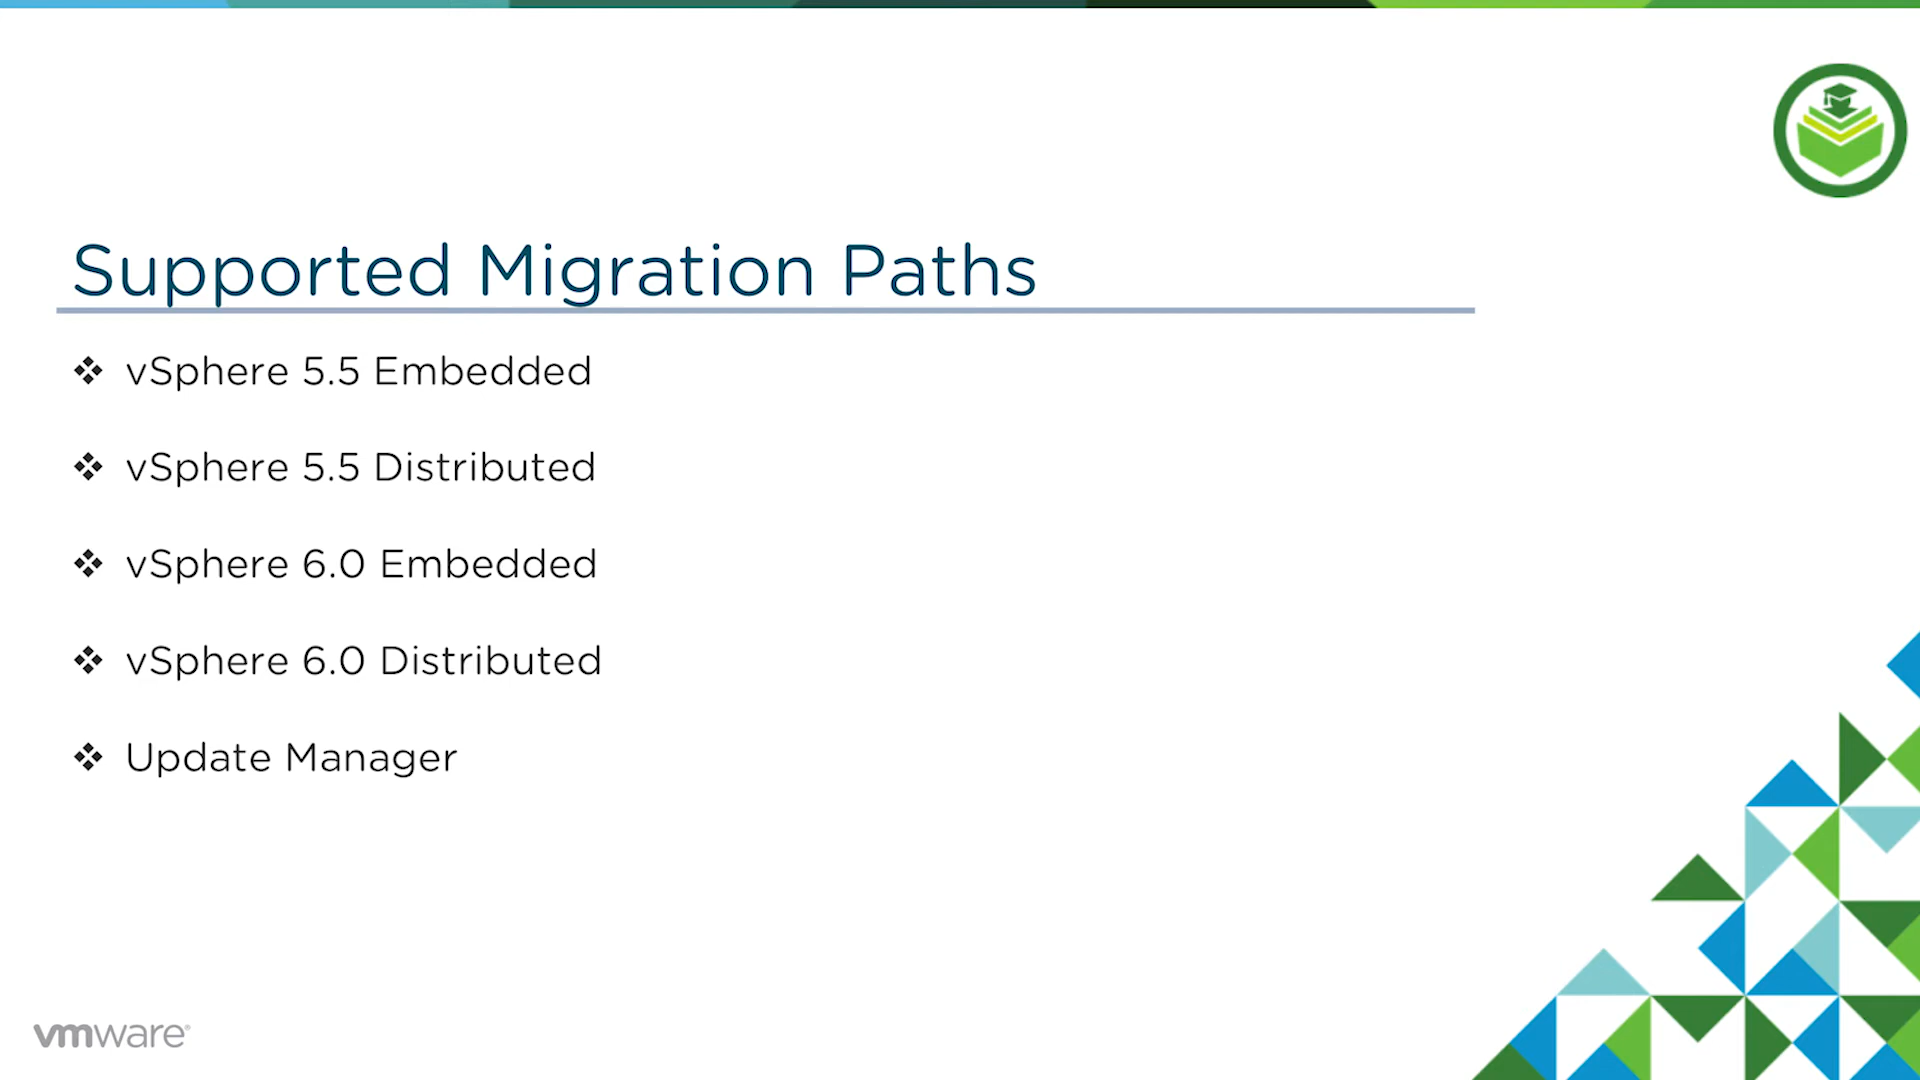 Supported Migration Paths
❖ vSphere 5.5 Embedded
❖ vSphere 5.5 Distributed
❖ vSphere 6.0 Embedded
❖ vSphere 6.0 Distributed
❖ Update Manager
vmware®